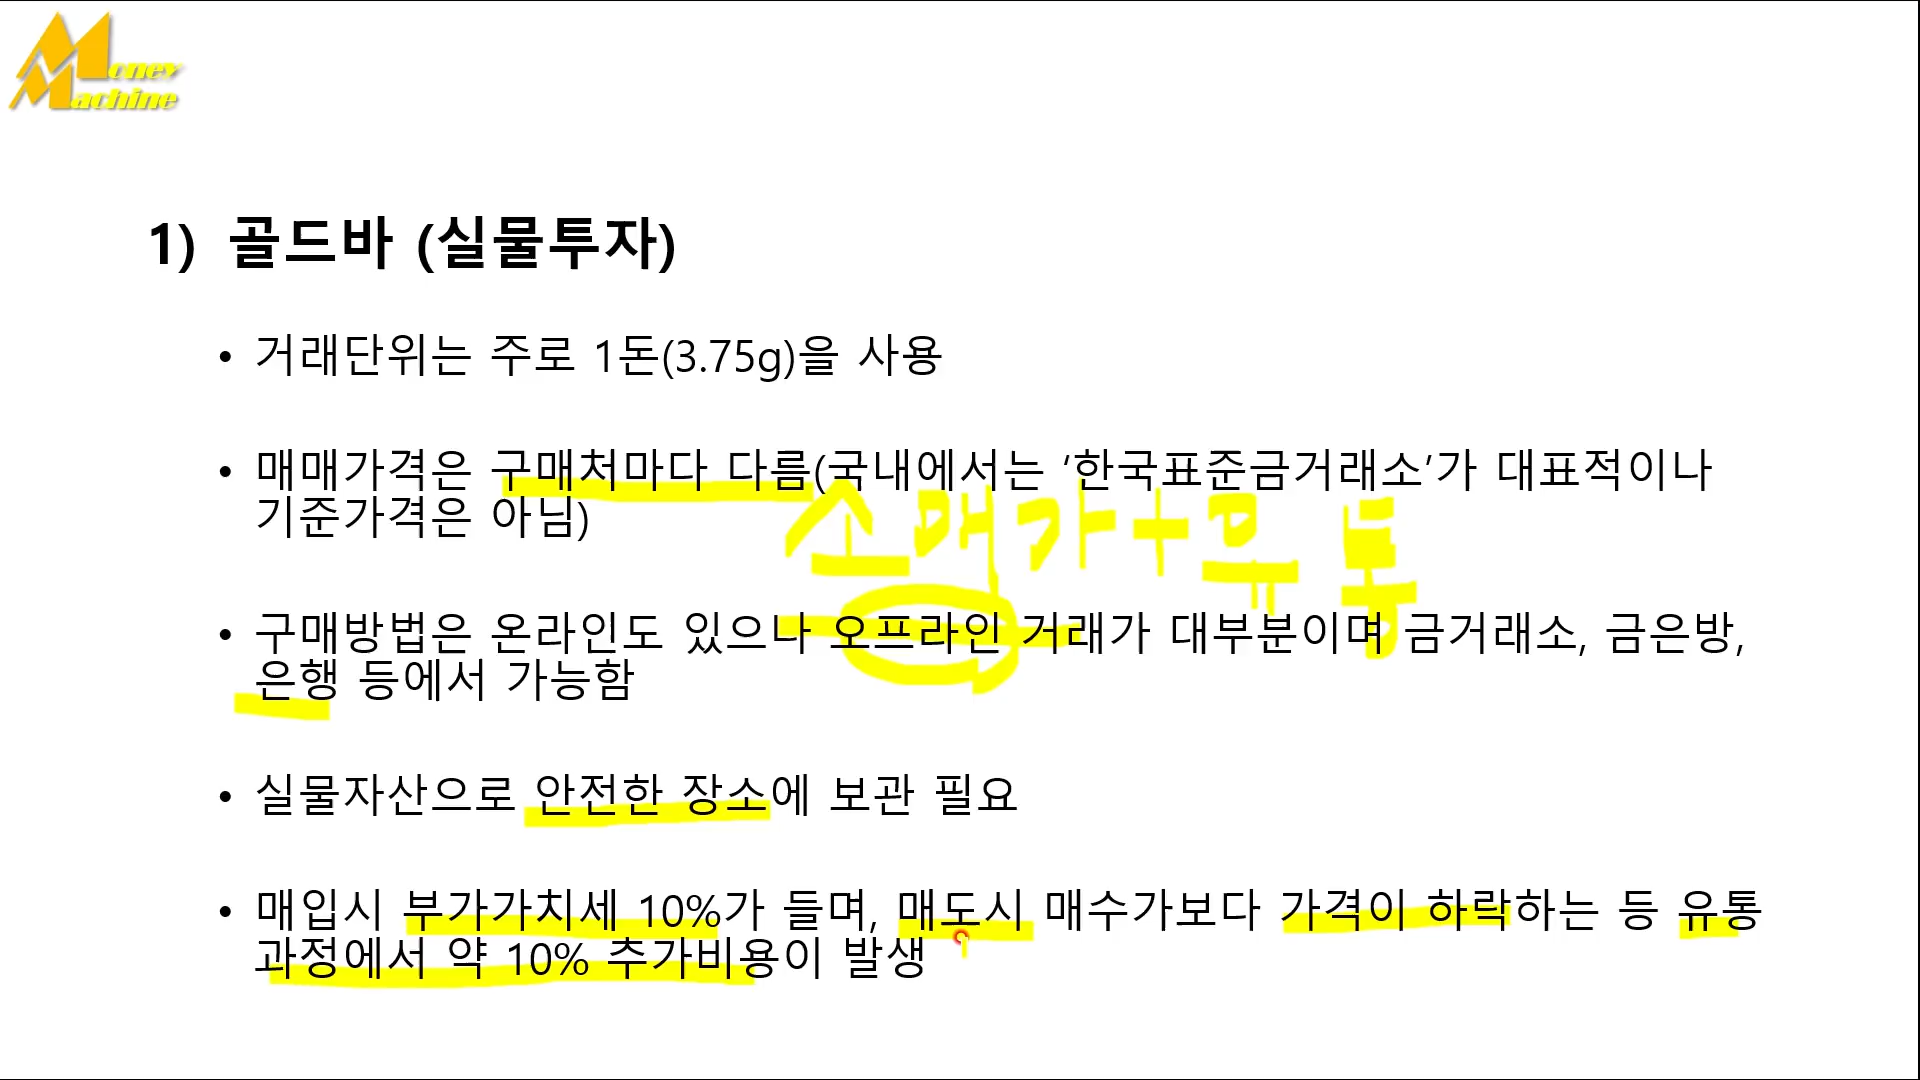 Money
Machine
1) 골드바 (실물투자)
• 거래단위는 주로 1돈(3.75g)을 사용
• 매매가격은 구매처마다 다름(국내에서는 ‘한국표준금거래소’가 대표적이나
기준가격은 아님)
소매가+유
• 구매방법은 온라인도 있으나 오프라인 거래가 대부분이며 금거래소, 금은방,
은행 등에서 가능함
• 실물자산으로 안전한 장소에 보관 필요
• 매입시 부가가치세 10%가 들며, 매도시 매수가보다 가격이 하락하는 등 유통
과정에서 약 10% 추가비용이 발생